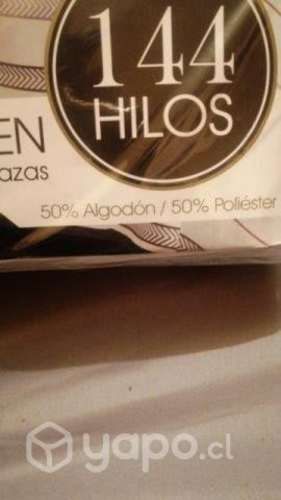 144
HILOS
EN
azas
50% Algodón / 50% Poliéster
yapo.cl